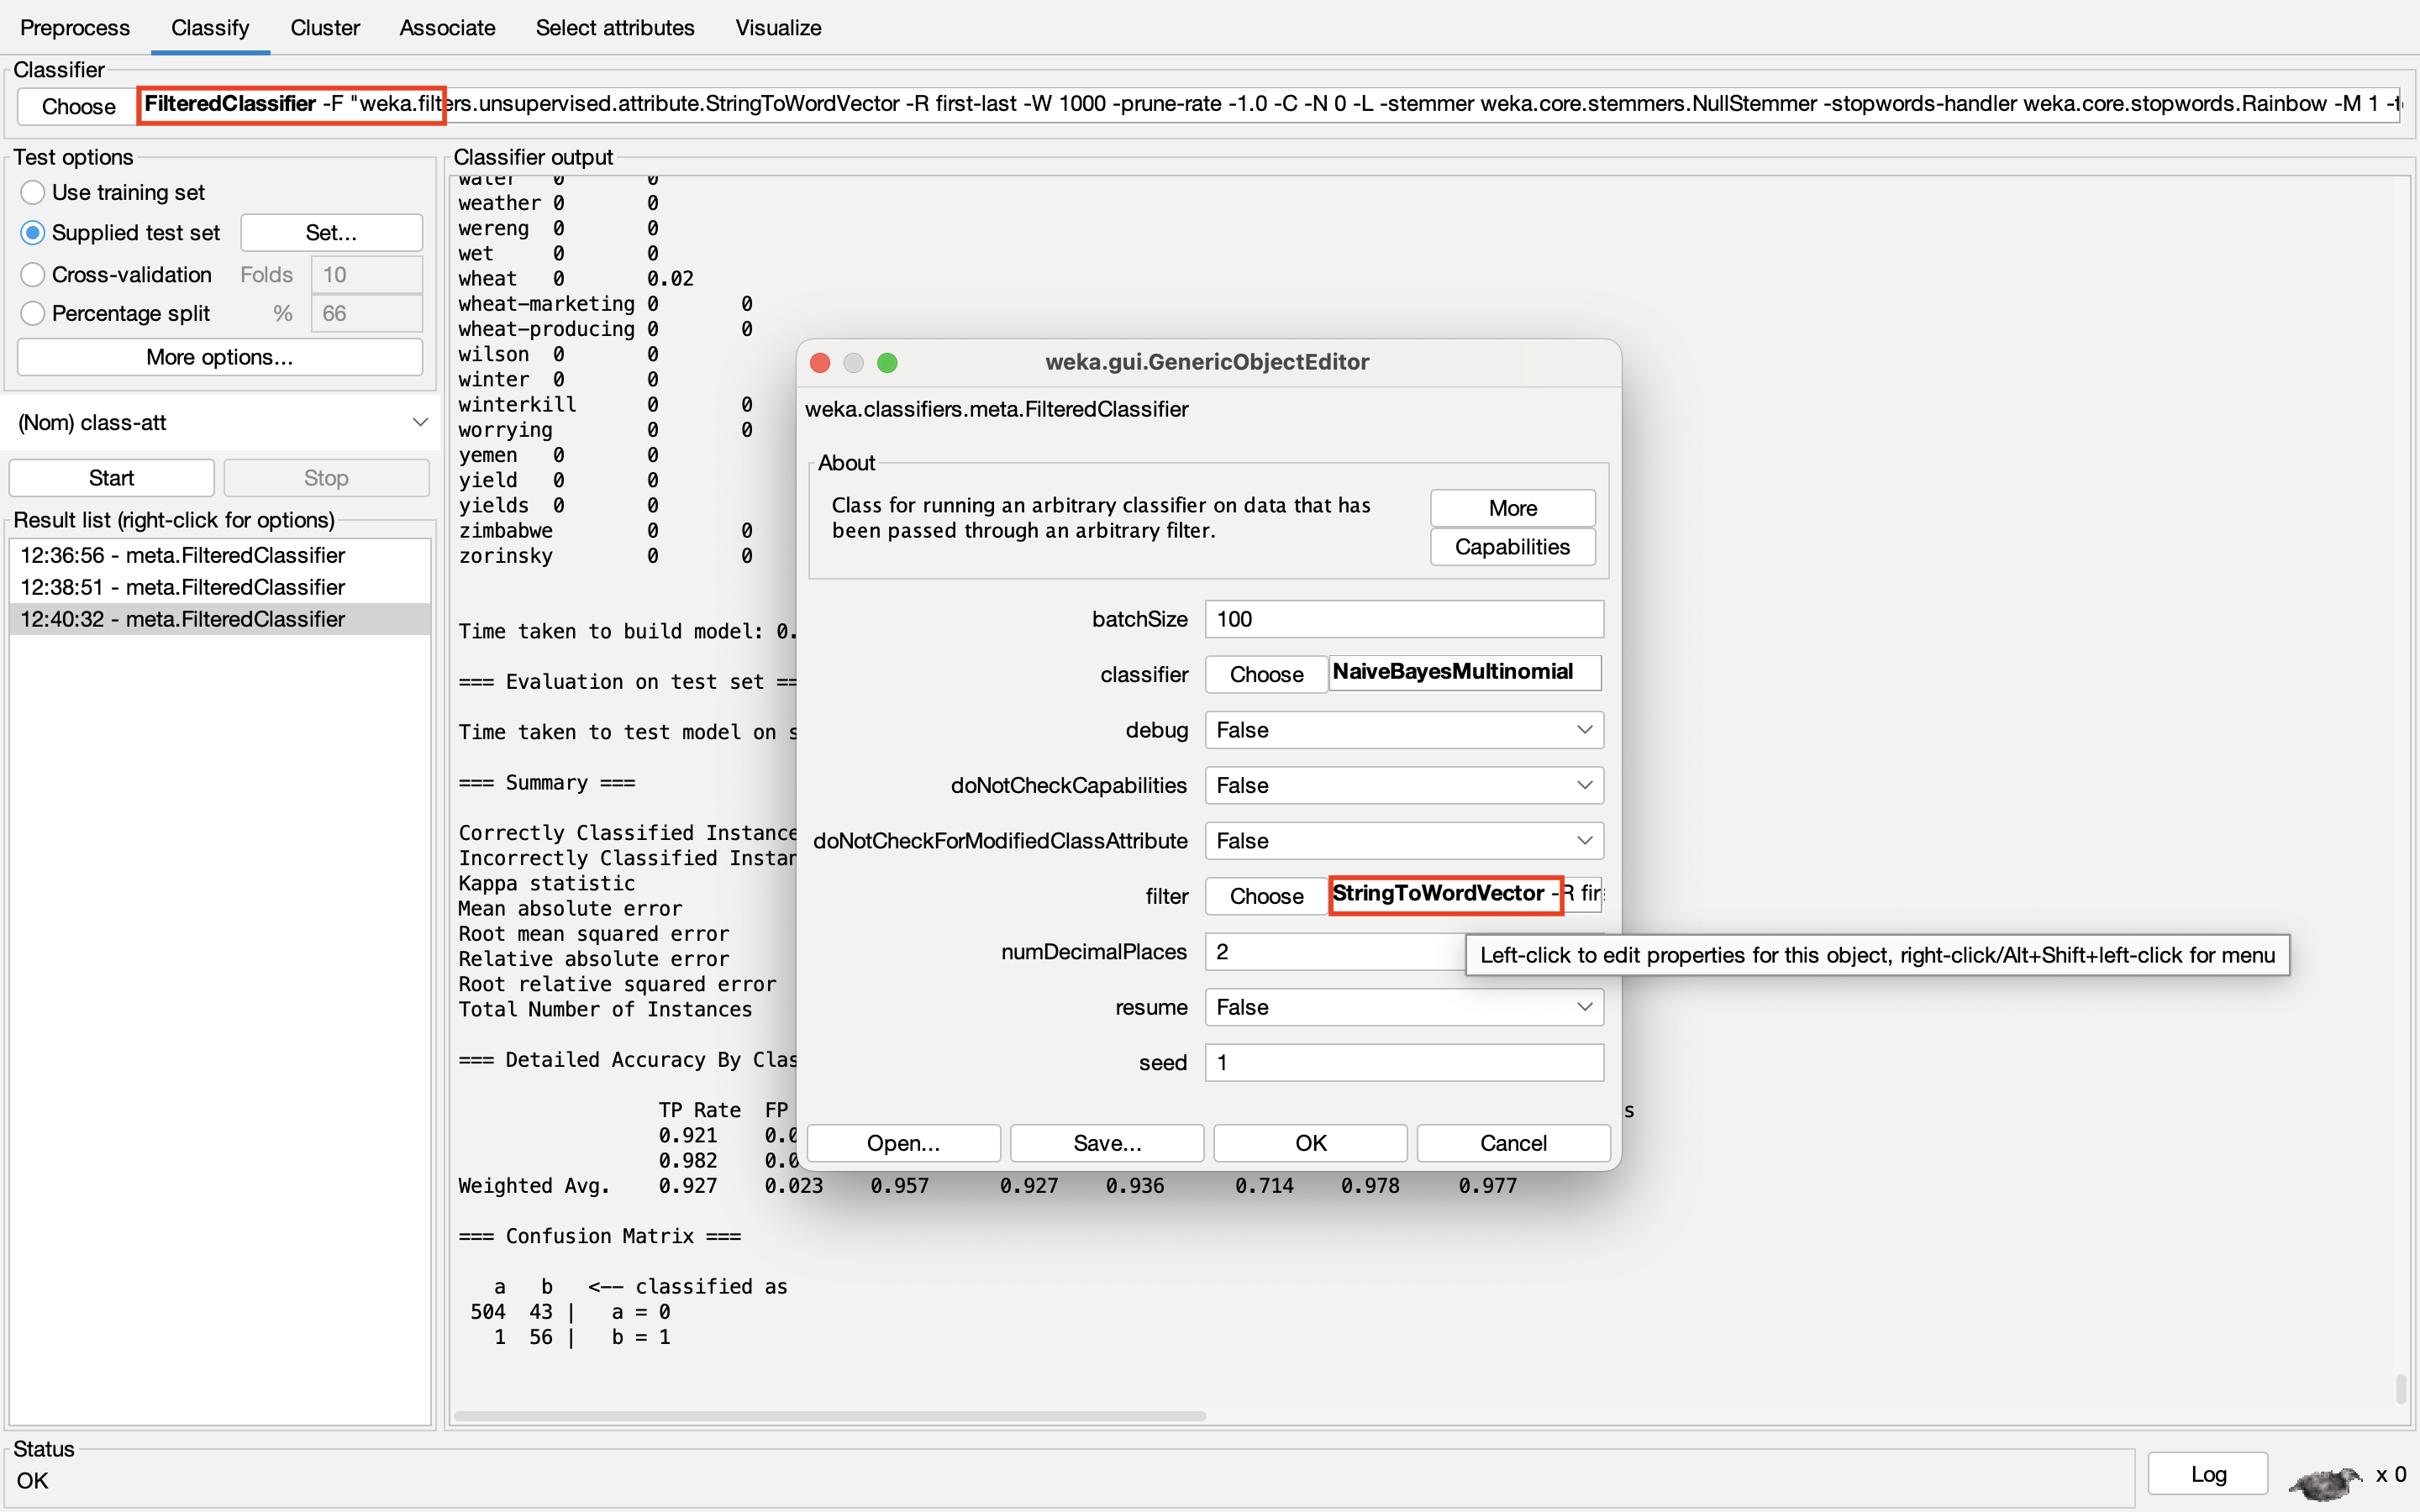 Preprocess Classify Cluster Associate Select attributes Visualize
Classifier
Choose FilteredClassifier -F "weka.filters.unsupervised.attribute.StringToWordVector -R first-last -W 1000 -prune-rate -1.0 -C -N 0 -L -stemmer weka.core.stemmers.NullStemmer -stopwords-handler weka.core.stopwords.Rainbow -M 1
Test options
Use training set
Supplied test set Set...
Cross-validation Folds 10
Percentage split % 66
More options...
(Nom) class-att
Start Stop
Result list (right-click for options)
12:36:56 - meta.FilteredClassifier
12:38:51 - meta.FilteredClassifier
12:40:32 - meta.FilteredClassifier
Classifier output
water 0 0
weather 0 0
wereng 0 0
wet 0 0
wheat 0 0.02
wheat-marketing 0 0
wheat-producing 0 0
wilson 0 0
winter 0 0
winterkill 0 0
worrying 0 0
yemen 0 0
yield 0 0
yields 0 0
zimbabwe 0 0
zorinsky 0 0
Time taken to build model: 0.
=== Evaluation on test set ==
Time taken to test model on s
=== Summary ===
Correctly Classified Instance
Incorrectly Classified Instan
Kappa statistic
Mean absolute error
Root mean squared error
Relative absolute error
Root relative squared error
Total Number of Instances
=== Detailed Accuracy By Clas
TP Rate FP s
0.921 0.0
0.982 0.0
Weighted Avg. 0.927 0.023 0.957 0.927 0.936 0.714 0.978 0.977
=== Confusion Matrix ===
a b <-- classified as
504 43 | a = 0
1 56 | b = 1
weka.gui.GenericObjectEditor
weka.classifiers.meta.FilteredClassifier
About
Class for running an arbitrary classifier on data that has
been passed through an arbitrary filter.
More
Capabilities
batchSize 100
classifier Choose NaiveBayesMultinomial
debug False
doNotCheckCapabilities False
doNotCheckForModifiedClassAttribute False
filter Choose StringToWordVector -R fir
numDecimalPlaces 2
Left-click to edit properties for this object, right-click/Alt+Shift+left-click for menu
resume False
seed 1
Open... Save... OK Cancel
Status
OK
Log x 0